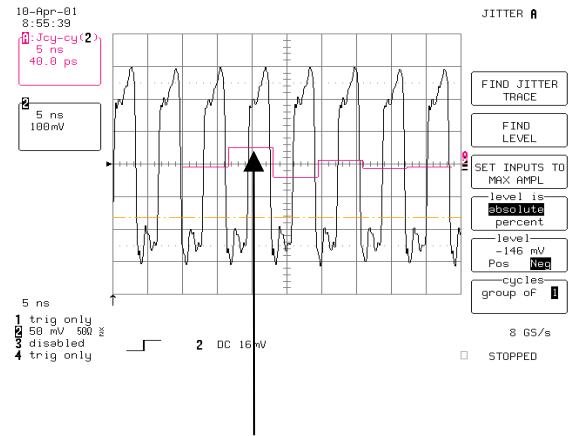 10-Apr-01
8:55:39
JITTER A
A:Jcy-cy(2)
5 ns
40.0 ps
2
5 ns
100mV
FIND JITTER
TRACE
FIND
LEVEL
A
2
SET INPUTS TO
MAX AMPL
level is
absolute
percent
level
-146 mV
Pos Neg
cycles
group of 1
5 ns
1 trig only
2 50 mV 50Ω
3 disabled
4 trig only
2 DC 16mV
8 GS/s
STOPPED